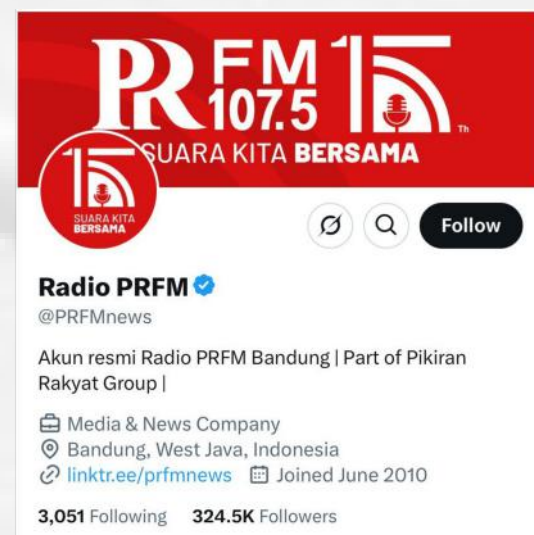 PR FM 107.5 15 Th
SUARA KITA BERSAMA
15
SUARA KITA
BERSAMA
Follow
Radio PRFM
@PRFMnews
Akun resmi Radio PRFM Bandung | Part of Pikiran
Rakyat Group |
Media & News Company
Bandung, West Java, Indonesia
linktr.ee/prfmnews Joined June 2010
3,051 Following 324.5K Followers